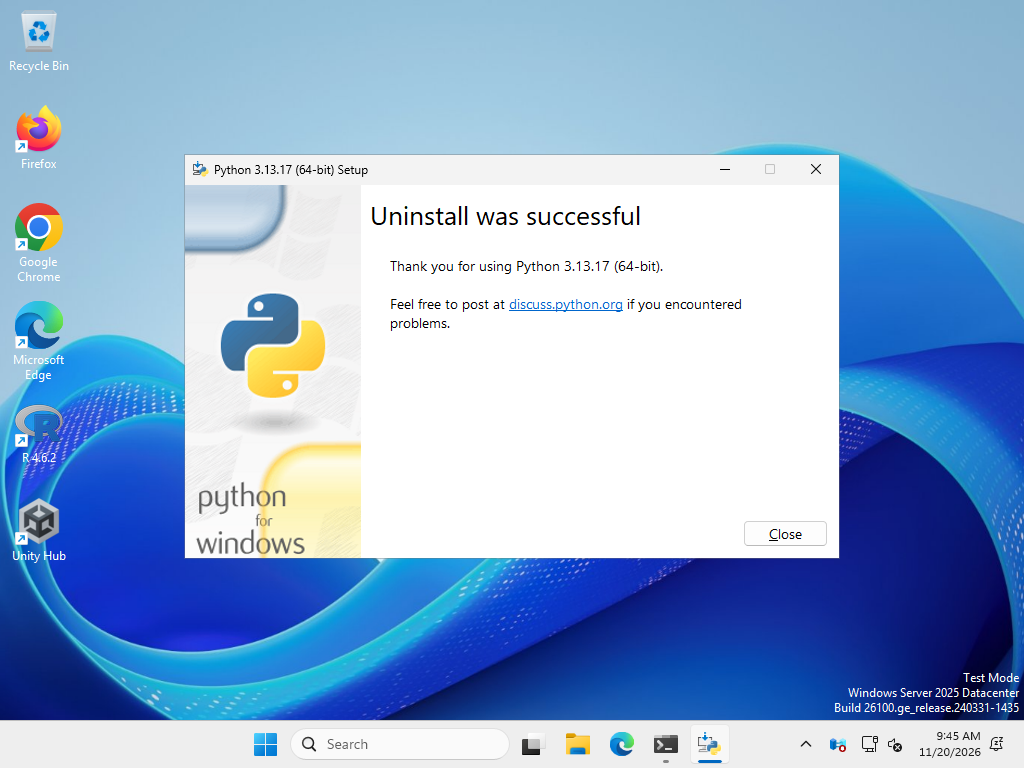 Recycle Bin
Firefox
Google
Chrome
Microsoft
Edge
R 4.6.2
Unity Hub
Python 3.13.17 (64-bit) Setup
Uninstall was successful
Thank you for using Python 3.13.17 (64-bit).
Feel free to post at discuss.python.org if you encountered
problems.
python
for
windows
Close
Test Mode
Windows Server 2025 Datacenter
Build 26100.ge_release.240331-1435
Search
9:45 AM
11/20/2026